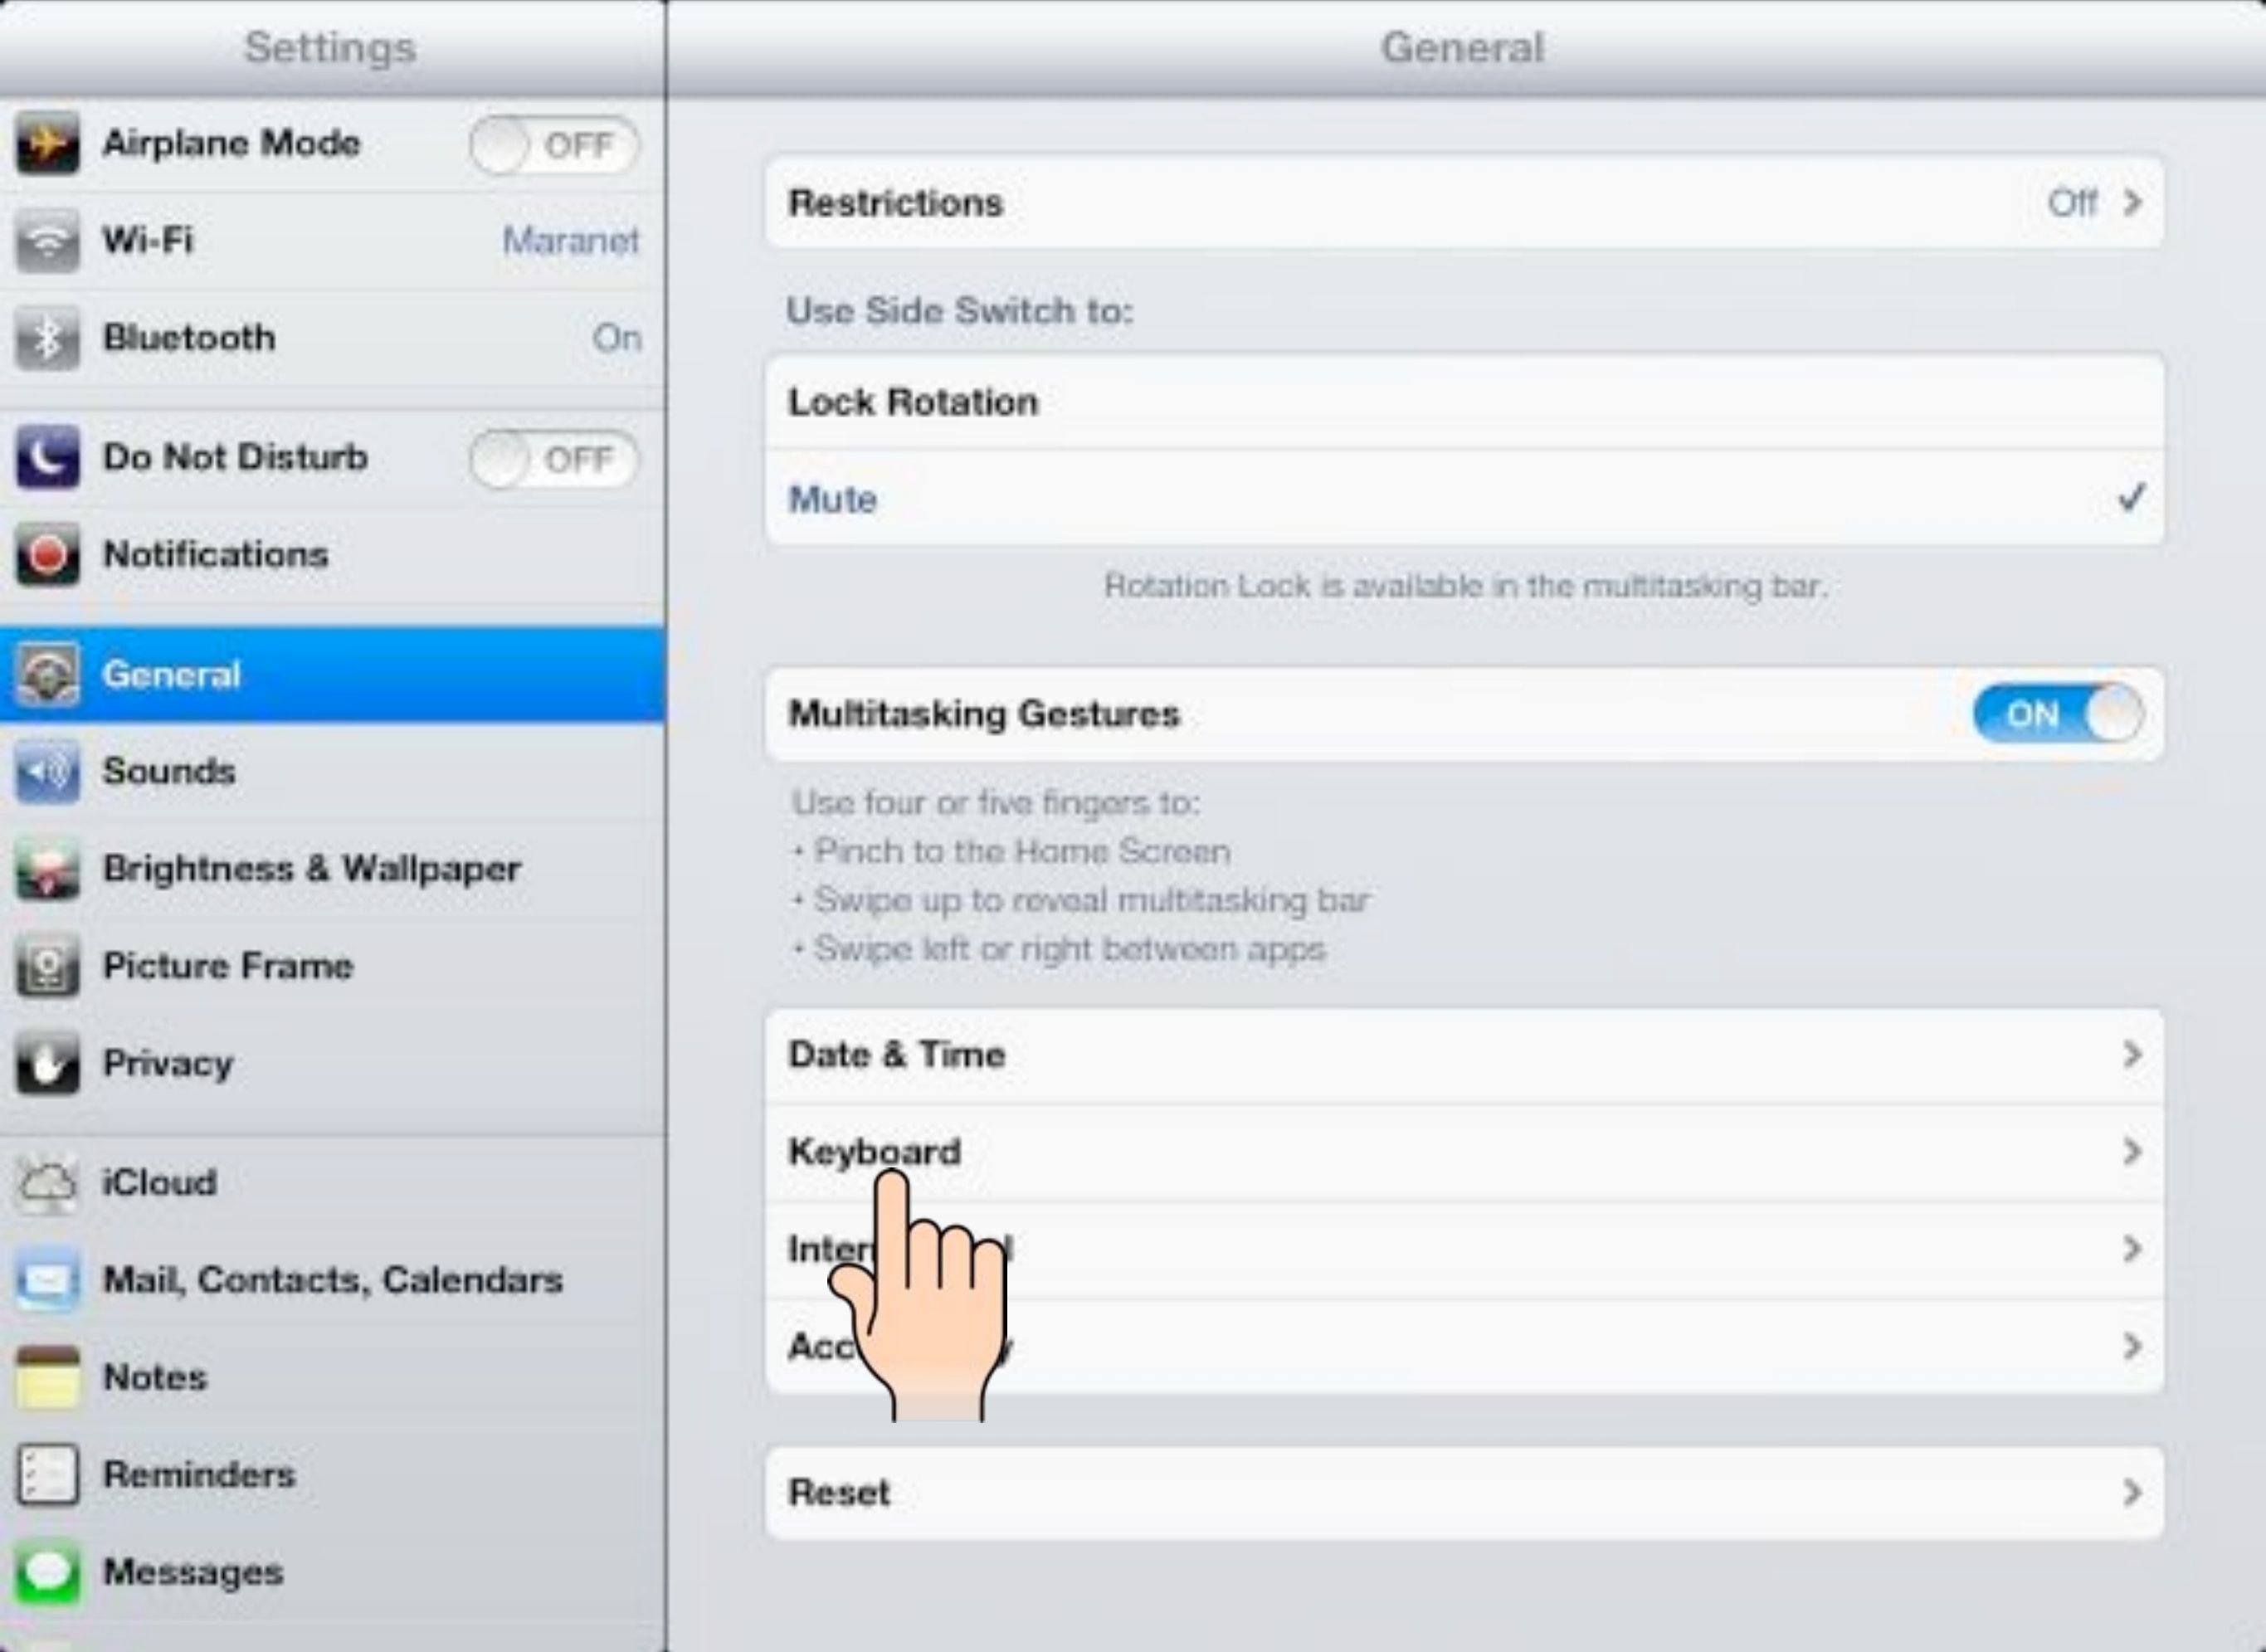 Settings
Airplane Mode OFF
Wi-Fi Maranet
Bluetooth On
Do Not Disturb OFF
Notifications
General
Sounds
Brightness & Wallpaper
Picture Frame
Privacy
iCloud
Mail, Contacts, Calendars
Notes
Reminders
Messages
General
Restrictions Off
Use Side Switch to:
Lock Rotation
Mute
Rotation Lock is available in the multitasking bar.
Multitasking Gestures ON
Use four or five fingers to:
• Pinch to the Home Screen
• Swipe up to reveal multitasking bar
• Swipe left or right between apps
Date & Time
Keyboard
Reset